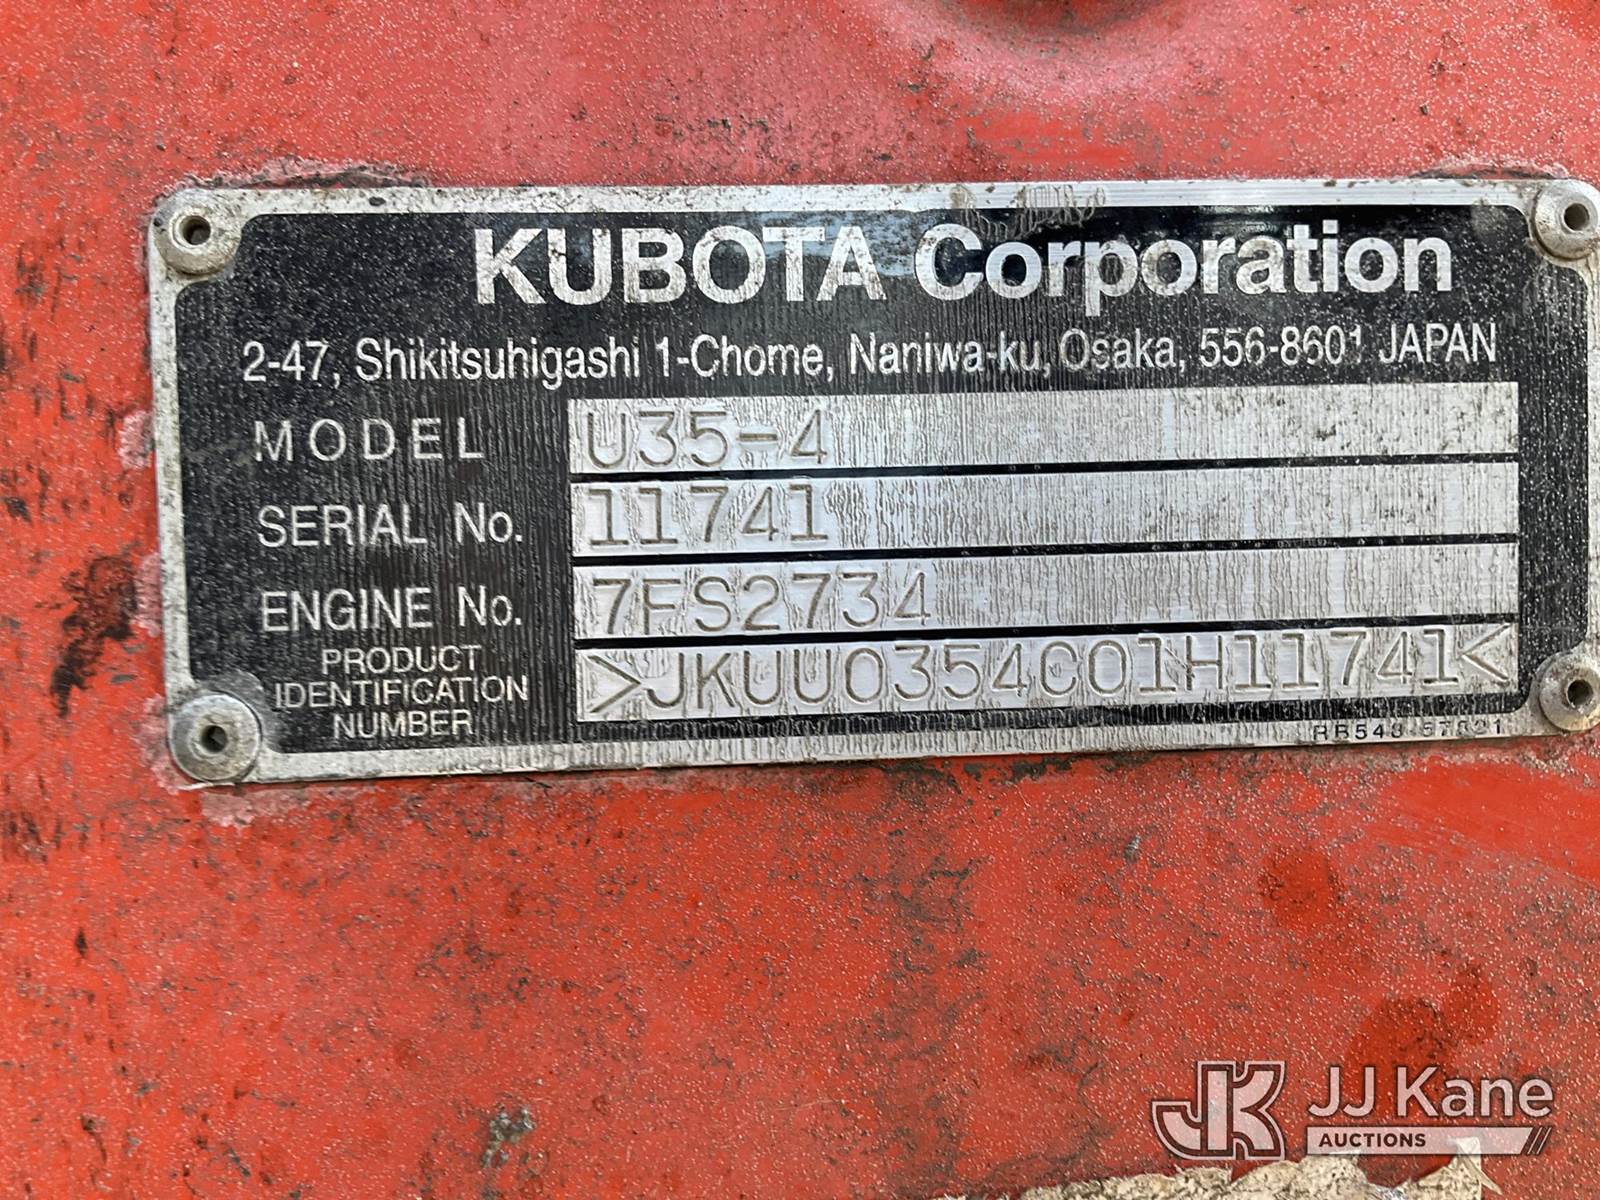 KUBOTA Corporation
2-47, Shikitsuhigashi 1-Chome, Naniwa-ku, Osaka, 556-8601 JAPAN
MODEL U35-4
SERIAL No. 11741
ENGINE No. 7FS2734
PRODUCT IDENTIFICATION NUMBER >JKUU0354C01H11741<
JK JJ Kane
AUCTIONS